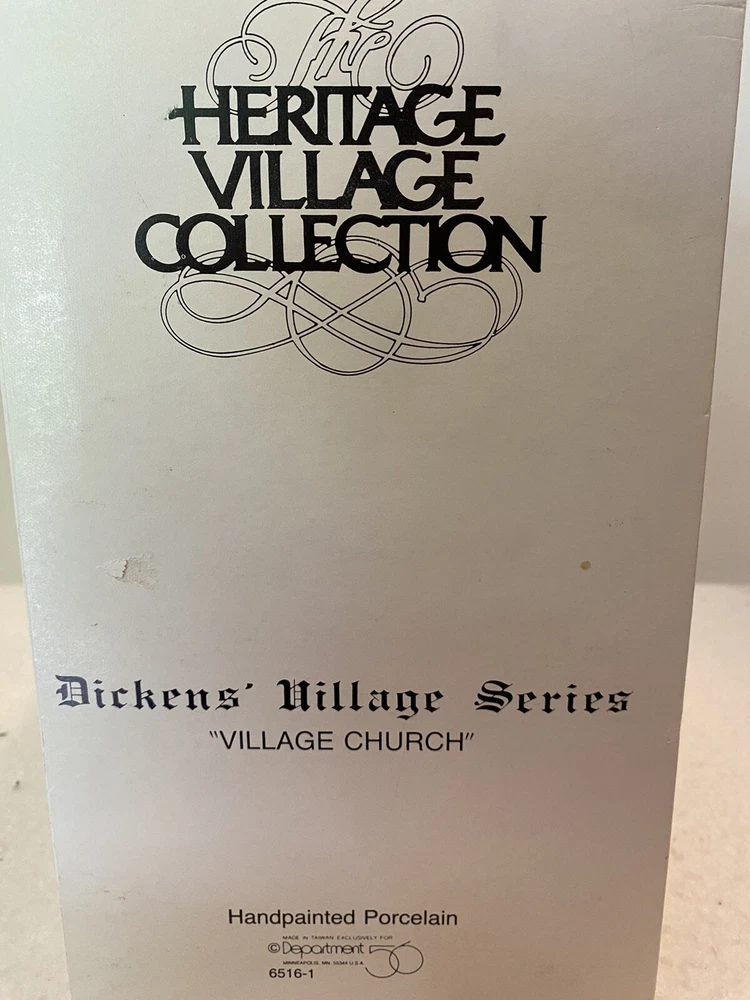 The
HERITAGE
VILLAGE
COLLECTION
Dickens' Village Series
"VILLAGE CHURCH"
Handpainted Porcelain
MADE IN TAIWAN EXCLUSIVELY FOR
© Department 56
MINNEAPOLIS, MN 55344 U.S.A.
6516-1